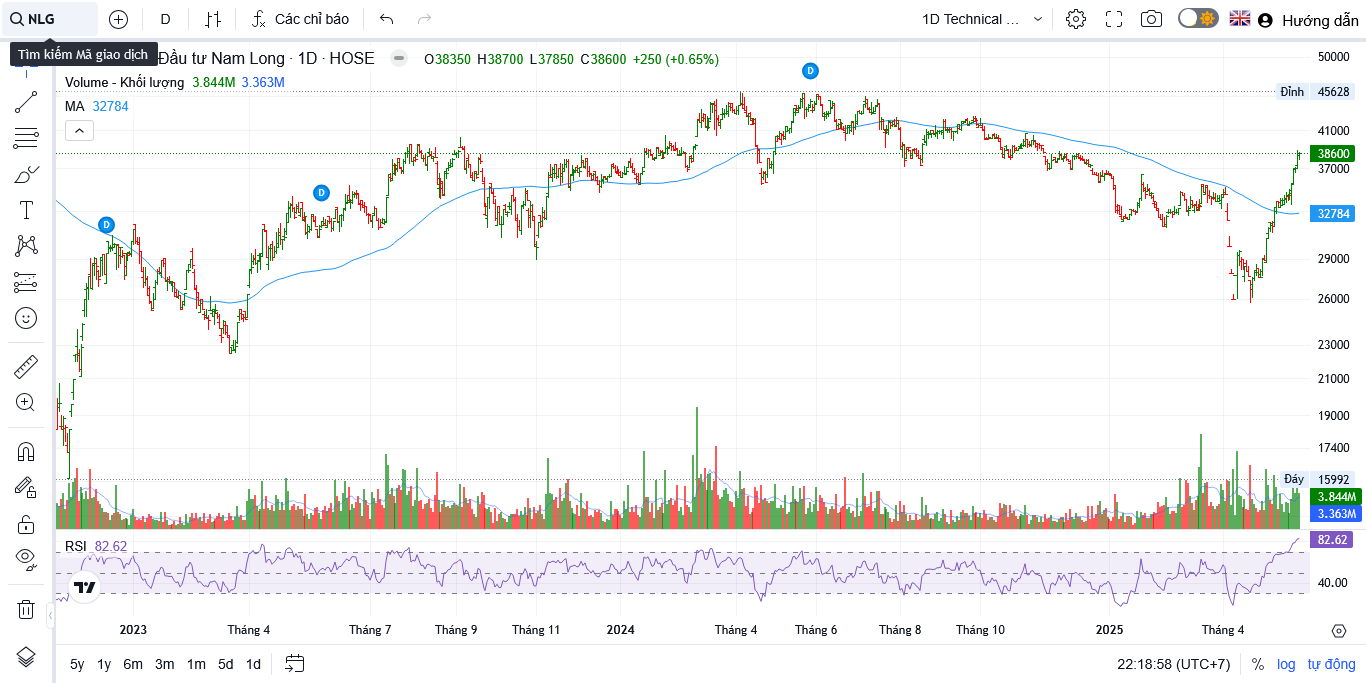 NLG D Các chỉ báo 1D Technical ... Hướng dẫn
Tìm kiếm Mã giao dịch
Đầu tư Nam Long · 1D · HOSE O38350 H38700 L37850 C38600 +250 (+0.65%)
Volume - Khối lượng 3.844M 3.363M
MA 32784
D
D
D
50000
Đỉnh 45628
41000
38600
37000
32784
29000
26000
23000
21000
19000
17400
Đáy 15992
3.844M
3.363M
RSI 82.62
82.62
40.00
2023 Tháng 4 Tháng 7 Tháng 9 Tháng 11 2024 Tháng 4 Tháng 6 Tháng 8 Tháng 10 2025 Tháng 4
5y 1y 6m 3m 1m 5d 1d 22:18:58 (UTC+7) % log tự động